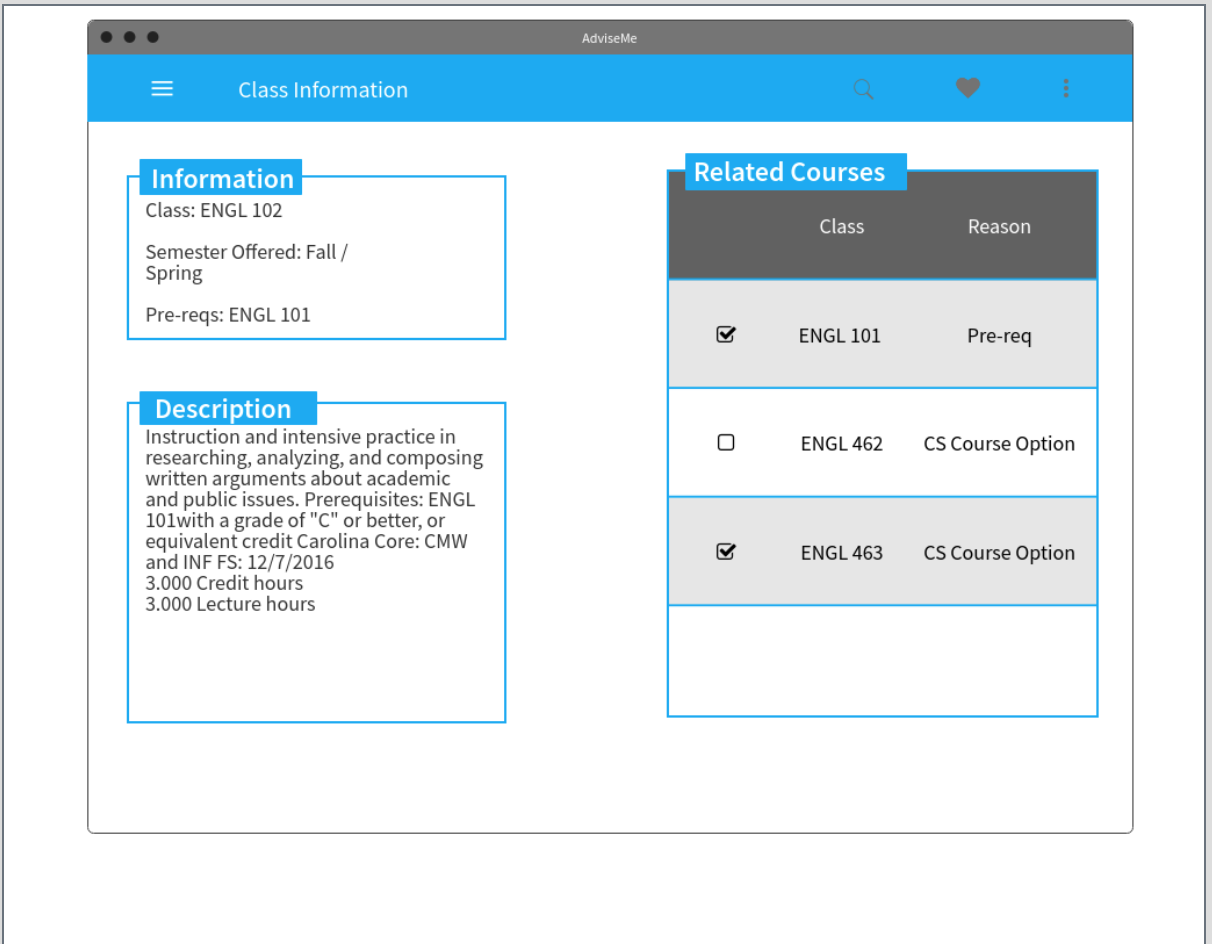 AdviseMe
Class Information
Information
Class: ENGL 102
Semester Offered: Fall /
Spring
Pre-reqs: ENGL 101
Description
Instruction and intensive practice in
researching, analyzing, and composing
written arguments about academic
and public issues. Prerequisites: ENGL
101with a grade of "C" or better, or
equivalent credit Carolina Core: CMW
and INF FS: 12/7/2016
3.000 Credit hours
3.000 Lecture hours
Related Courses
Class Reason
ENGL 101 Pre-req
ENGL 462 CS Course Option
ENGL 463 CS Course Option